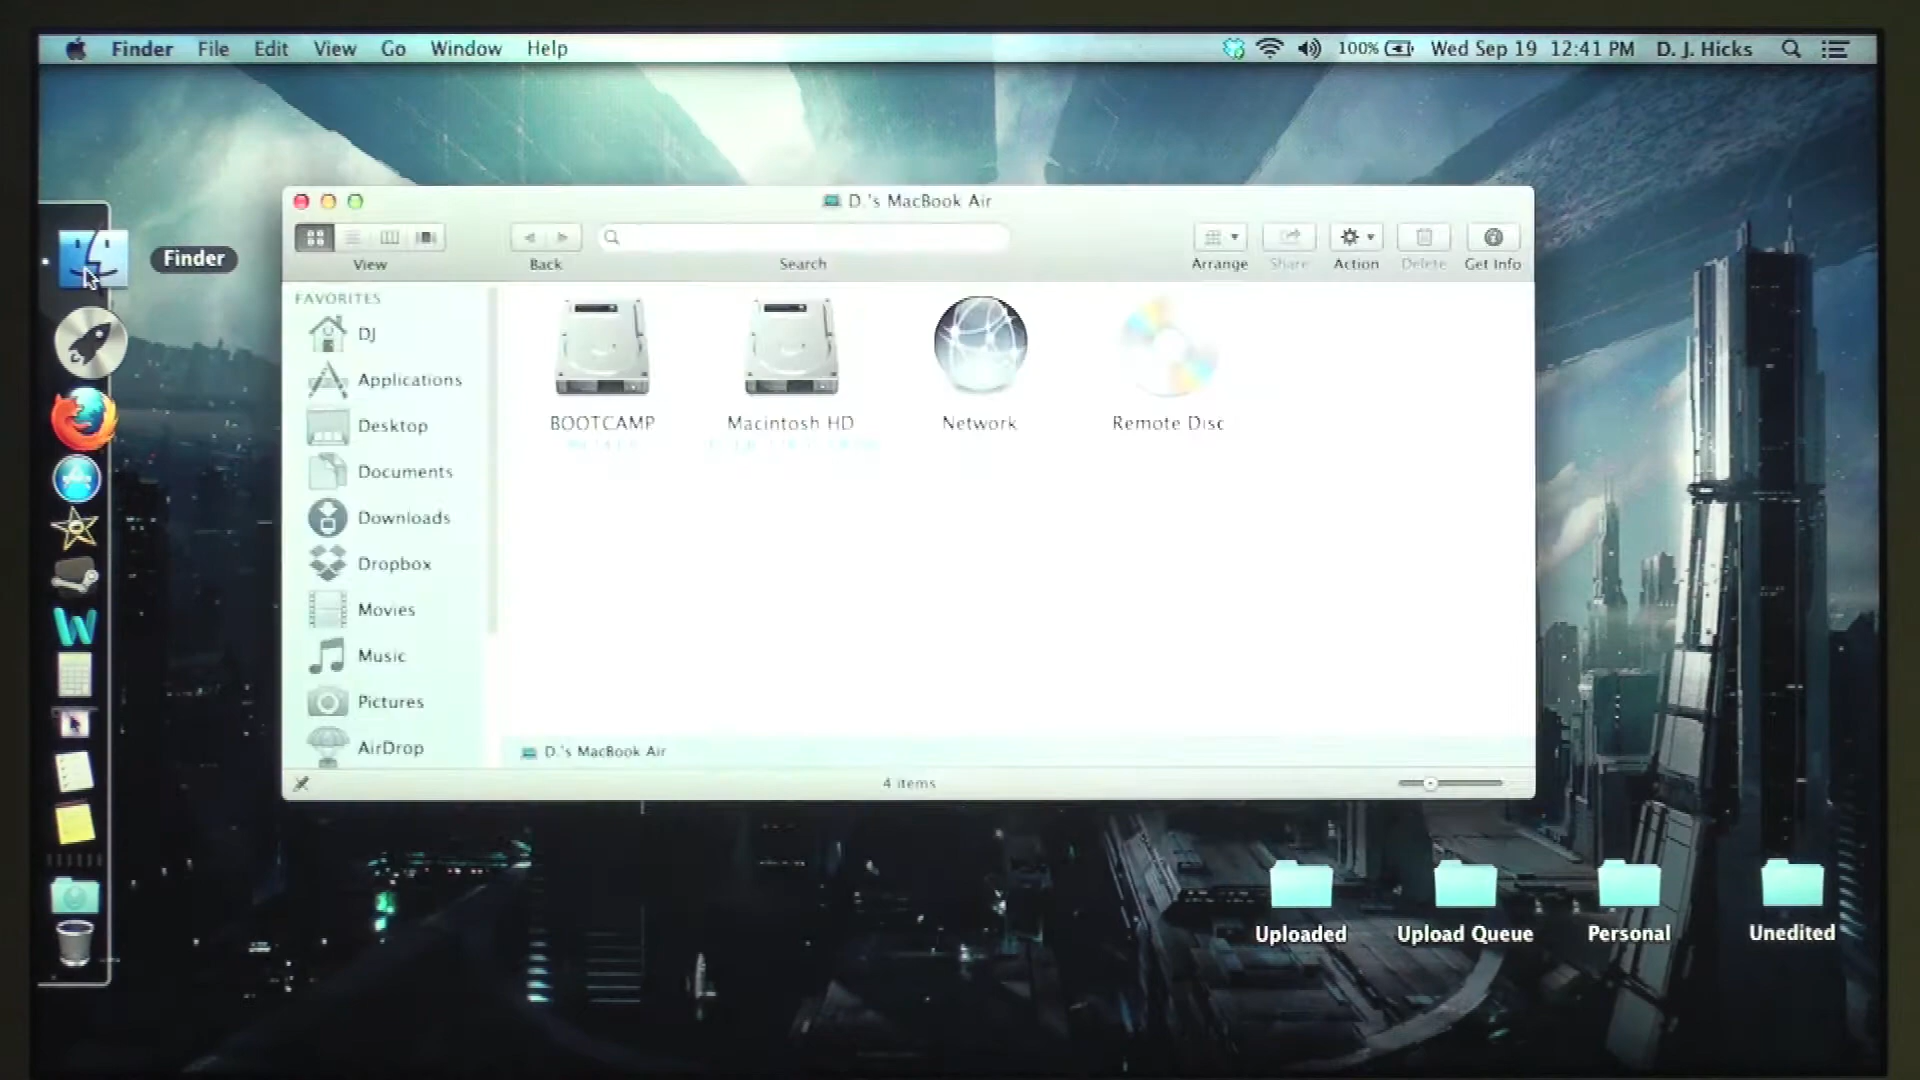 Finder File Edit View Go Window Help 100% Wed Sep 19 12:41 PM D. J. Hicks
D.'s MacBook Air
View Back Search Arrange Share Action Delete Get Info
Finder
FAVORITES
DJ
Applications
Desktop
Documents
Downloads
Dropbox
Movies
Music
Pictures
AirDrop
BOOTCAMP Macintosh HD Network Remote Disc
D.'s MacBook Air
4 items
Uploaded Upload Queue Personal Unedited